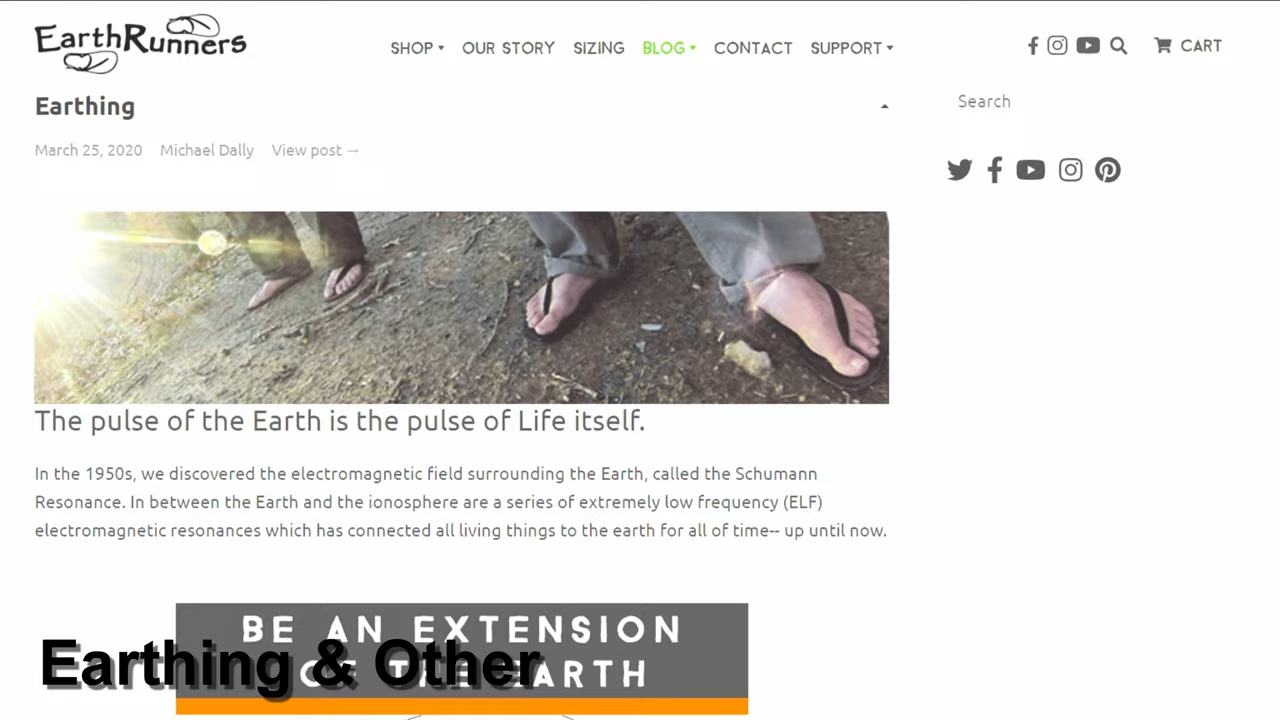 EarthRunners
SHOP OUR STORY SIZING BLOG CONTACT SUPPORT CART
Earthing
Search
March 25, 2020 Michael Dally View post →
The pulse of the Earth is the pulse of Life itself.
In the 1950s, we discovered the electromagnetic field surrounding the Earth, called the Schumann
Resonance. In between the Earth and the ionosphere are a series of extremely low frequency (ELF)
electromagnetic resonances which has connected all living things to the earth for all of time-- up until now.
BE AN EXTENSION
OF THE EARTH
Earthing & Other